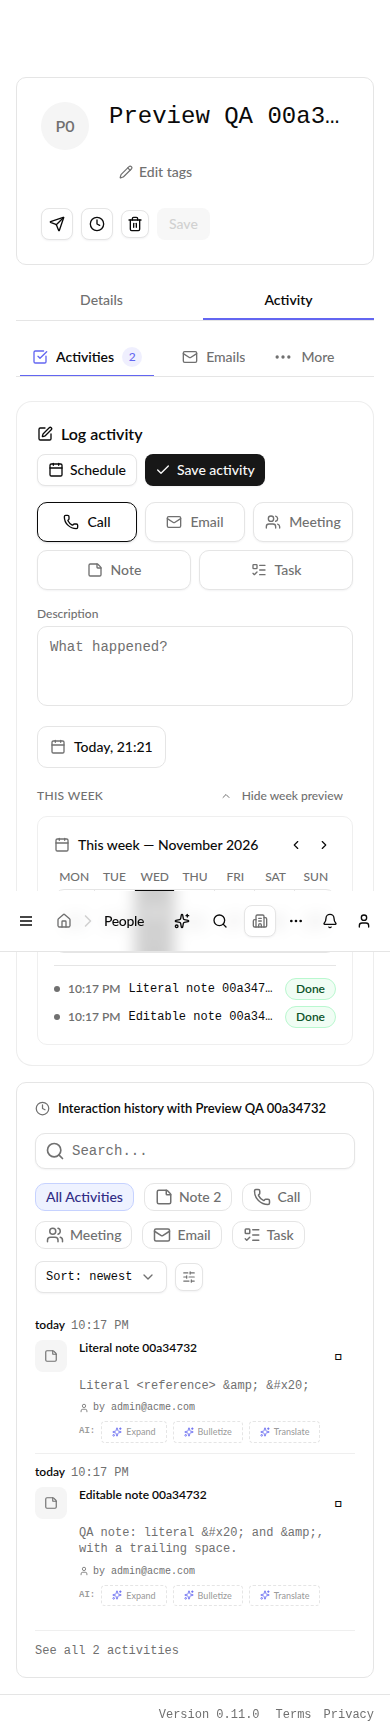 P0
Preview QA 00a3…
Edit tags
Save
Details
Activity
Activities 2
Emails
More
Log activity
Schedule
Save activity
Call
Email
Meeting
Note
Task
Description
What happened?
Today, 21:21
THIS WEEK
Hide week preview
This week — November 2026
MON TUE WED THU FRI SAT SUN
People
10:17 PM Literal note 00a347… Done
10:17 PM Editable note 00a34… Done
Interaction history with Preview QA 00a34732
Search...
All Activities
Note 2
Call
Meeting
Email
Task
Sort: newest
today 10:17 PM
Literal note 00a34732
Literal <reference> &amp; &#x20;
by admin@acme.com
AI: Expand Bulletize Translate
today 10:17 PM
Editable note 00a34732
QA note: literal &#x20; and &amp;,
with a trailing space.
by admin@acme.com
AI: Expand Bulletize Translate
See all 2 activities
Version 0.11.0 Terms Privacy